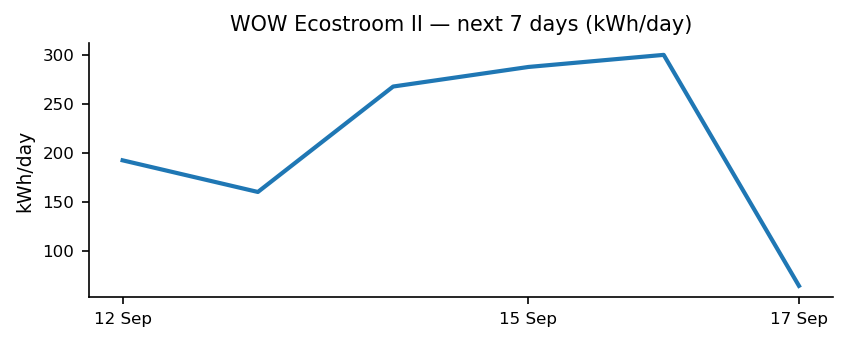 WOW Ecostroom II — next 7 days (kWh/day)
kWh/day
300
250
200
150
100
12 Sep
15 Sep
17 Sep